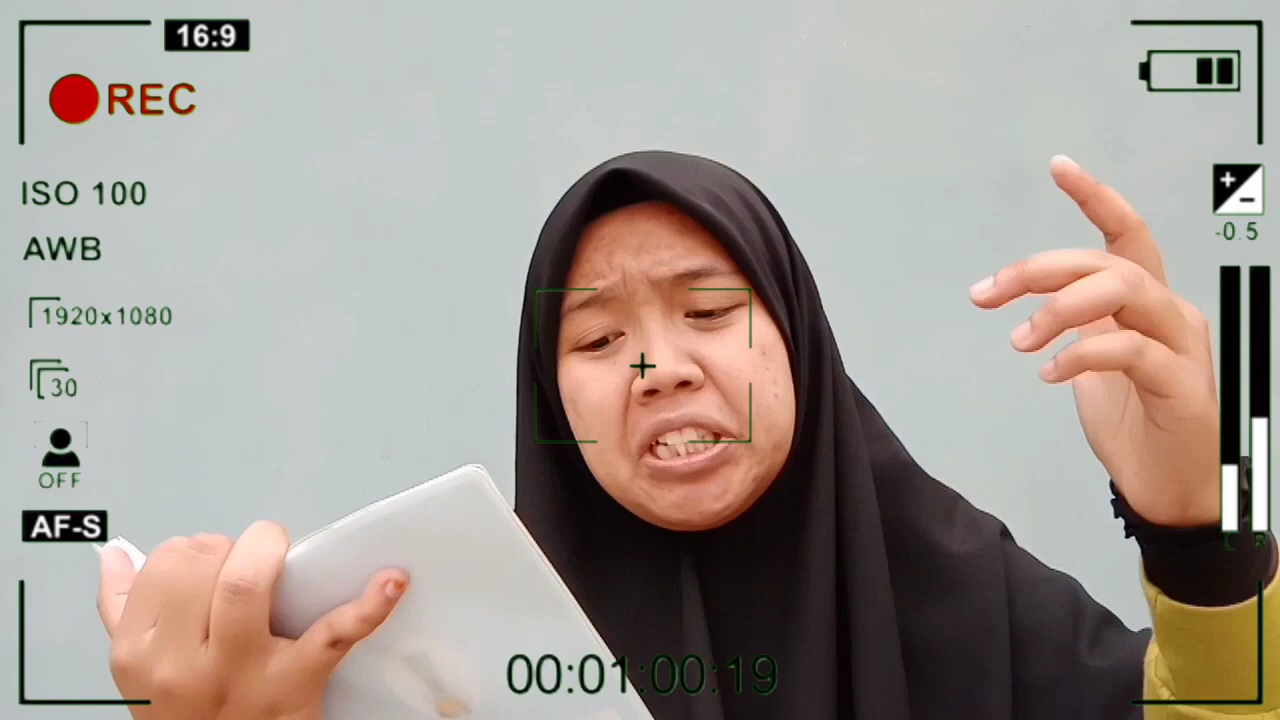 16:9
REC
ISO 100
AWB
1920x1080
30
OFF
AF-S
-0.5
L R
00:01:00:19